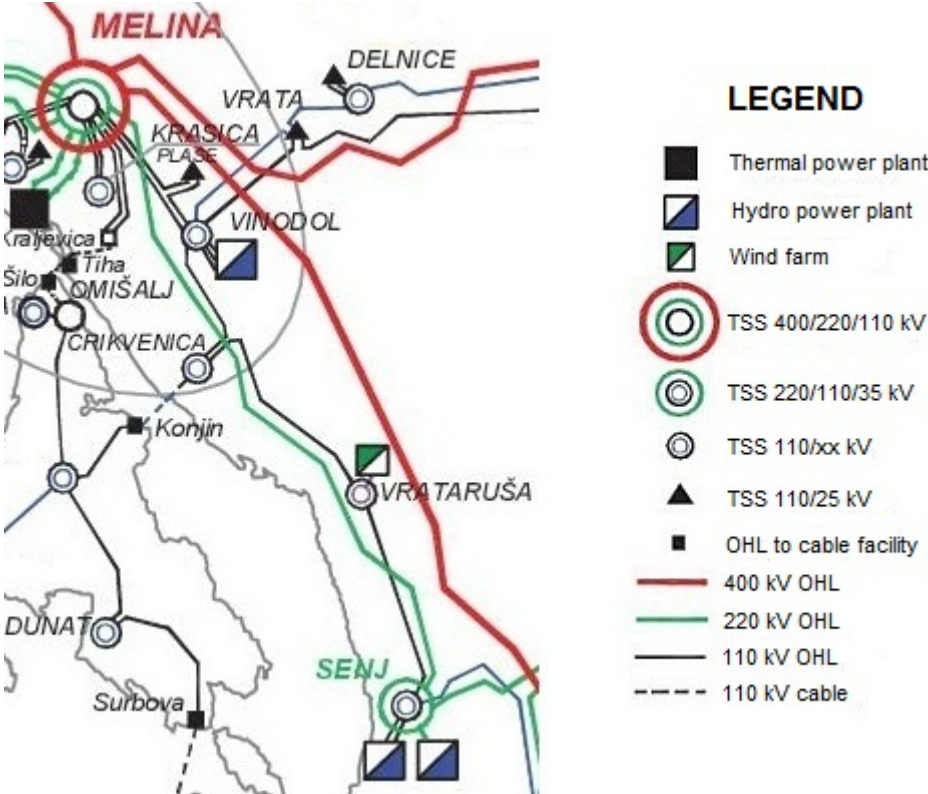 MELINA
DELNICE
VRATA
KRASICA
PLASE
VINODOL
Kraljevica
Tiha
Šilo
OMIŠALJ
CRIKVENICA
Konjin
VRATARUŠA
DUNAT
SENJ
Surbova
LEGEND
Thermal power plant
Hydro power plant
Wind farm
TSS 400/220/110 kV
TSS 220/110/35 kV
TSS 110/xx kV
TSS 110/25 kV
OHL to cable facility
400 kV OHL
220 kV OHL
110 kV OHL
110 kV cable